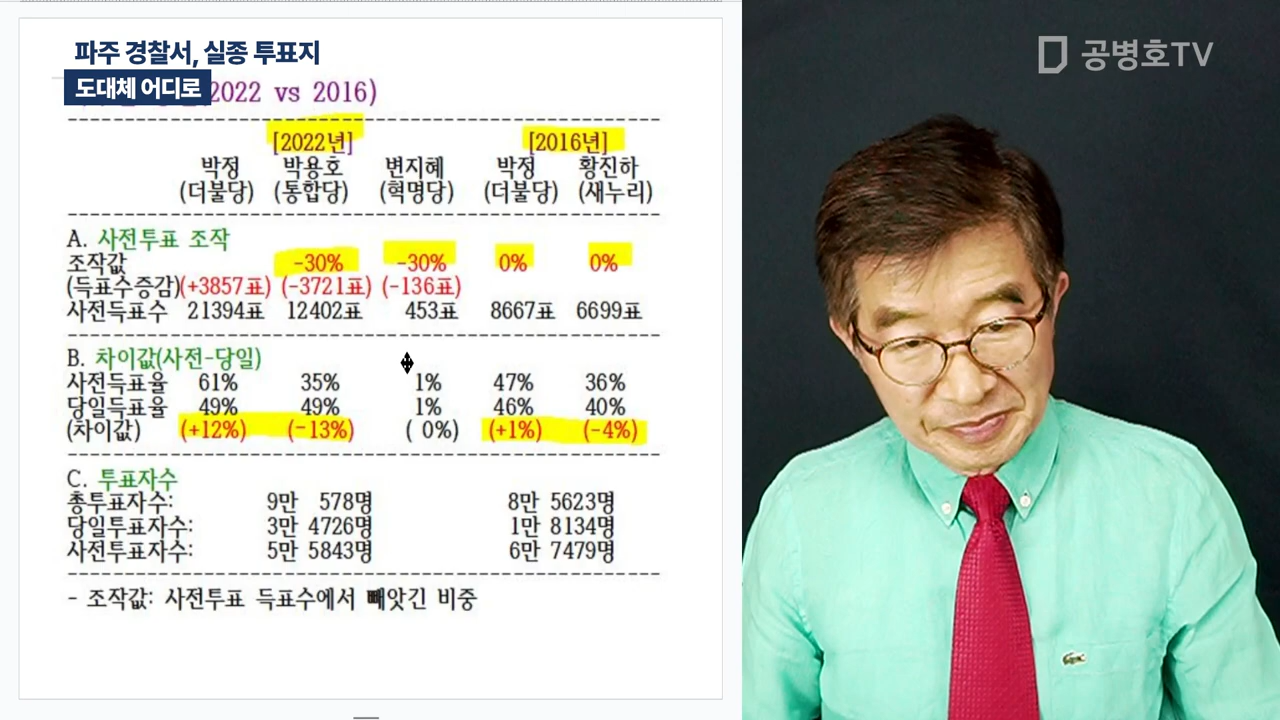 파주 경찰서, 실종 투표지
도대체 어디로
공병호TV
2022 vs 2016)
[2022년] [2016년]
박정 박용호 변지혜 박정 황진하
(더불당) (통합당) (혁명당) (더불당) (새누리)
A. 사전투표 조작
조작값 -30% -30% 0% 0%
(득표수증감)(+3857표) (-3721표) (-136표)
사전득표수 21394표 12402표 453표 8667표 6699표
B. 차이값(사전-당일)
사전득표율 61% 35% 1% 47% 36%
당일득표율 49% 49% 1% 46% 40%
(차이값) (+12%) (-13%) ( 0%) (+1%) (-4%)
C. 투표자수
총투표자수: 9만 578명 8만 5623명
당일투표자수: 3만 4726명 1만 8134명
사전투표자수: 5만 5843명 6만 7479명
- 조작값: 사전투표 득표수에서 빼앗긴 비중